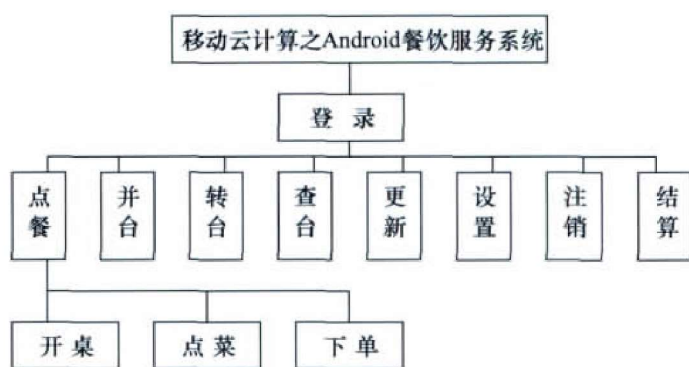 移动云计算之Android餐饮服务系统
登录
点餐
并台
转台
查台
更新
设置
注销
结算
开桌
点菜
下单